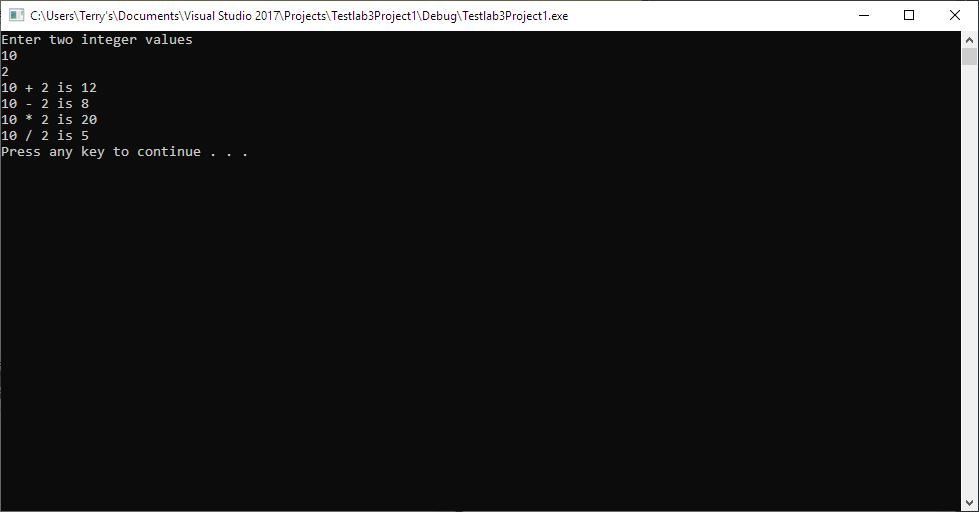 C:\Users\Terry's\Documents\Visual Studio 2017\Projects\Testlab3Project1\Debug\Testlab3Project1.exe
Enter two integer values
10
2
10 + 2 is 12
10 - 2 is 8
10 * 2 is 20
10 / 2 is 5
Press any key to continue . . .